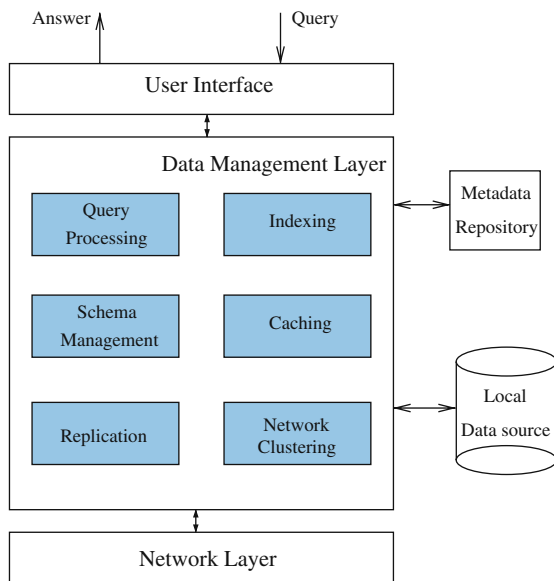 Answer
Query
User Interface
Data Management Layer
Query
Processing
Indexing
Metadata
Repository
Schema
Management
Caching
Replication
Network
Clustering
Local
Data source
Network Layer